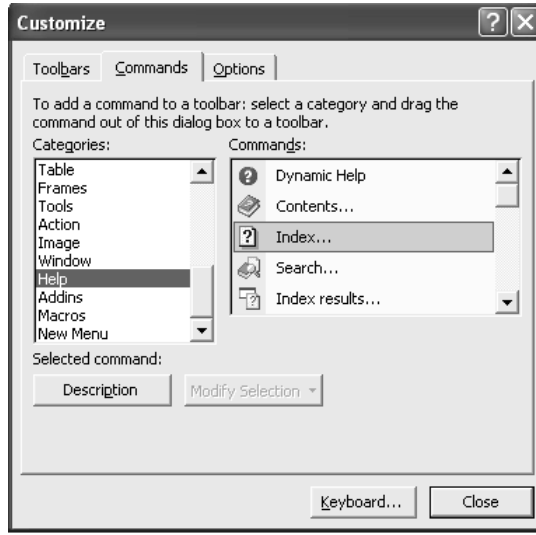 Customize
Toolbars Commands Options
To add a command to a toolbar: select a category and drag the
command out of this dialog box to a toolbar.
Categories:
Table
Frames
Tools
Action
Image
Window
Help
Addins
Macros
New Menu
Commands:
Dynamic Help
Contents...
Index...
Search...
Index results...
Selected command:
Description Modify Selection
Keyboard... Close